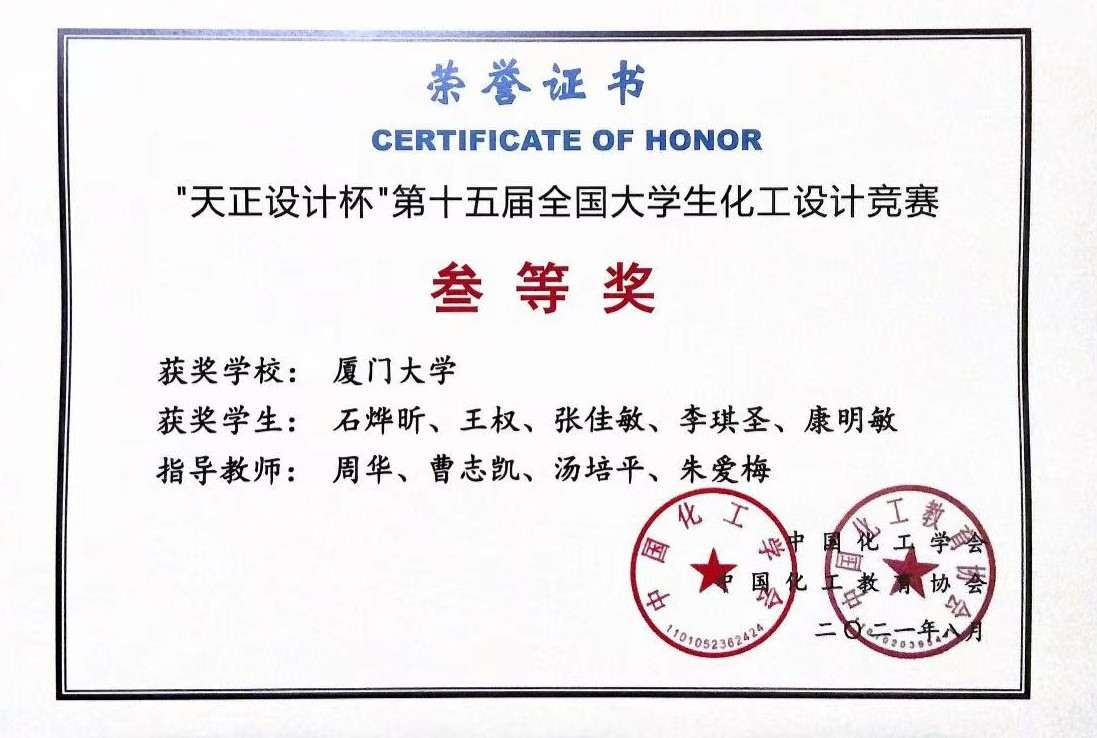 荣誉证书
CERTIFICATE OF HONOR
"天正设计杯"第十五届全国大学生化工设计竞赛
叁等奖
获奖学校： 厦门大学
获奖学生： 石烨昕、王权、张佳敏、李琪圣、康明敏
指导教师： 周华、曹志凯、汤培平、朱爱梅
中国化工学会
中国化工教育协会
二〇二一年八月
中国化工学会
1101052362424
中国化工教育协会